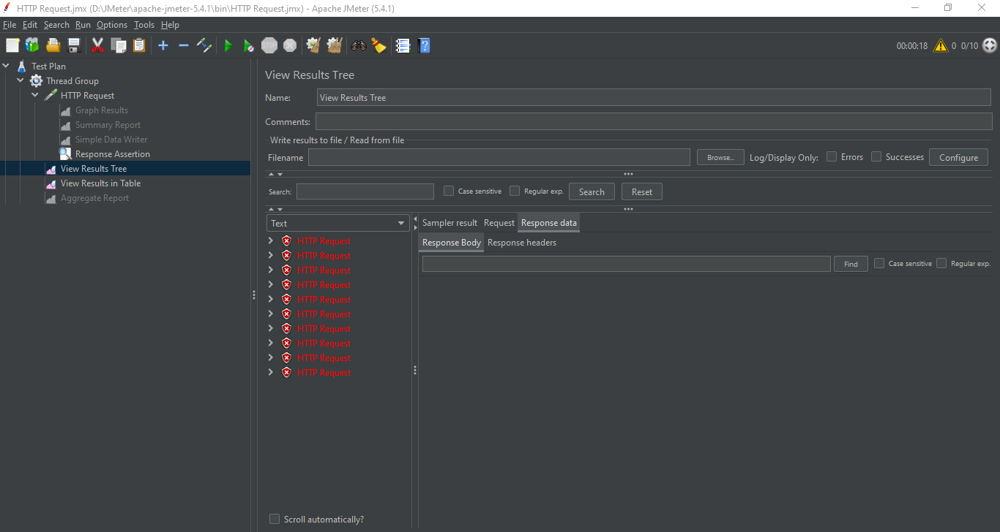 HTTP Request.jmx (D:\JMeter\apache-jmeter-5.4.1\bin\HTTP Request.jmx) - Apache JMeter (5.4.1)
File Edit Search Run Options Tools Help
STOP
00:00:18 0 0/10
Test Plan
Thread Group
HTTP Request
Graph Results
Summary Report
Simple Data Writer
Response Assertion
View Results Tree
View Results in Table
Aggregate Report
View Results Tree
Name: View Results Tree
Comments:
Write results to file / Read from file
Filename Browse... Log/Display Only: Errors Successes Configure
Search: Case sensitive Regular exp. Search Reset
Text
HTTP Request
HTTP Request
HTTP Request
HTTP Request
HTTP Request
HTTP Request
HTTP Request
HTTP Request
HTTP Request
HTTP Request
Scroll automatically?
Sampler result Request Response data
Response Body Response headers
Find Case sensitive Regular exp.